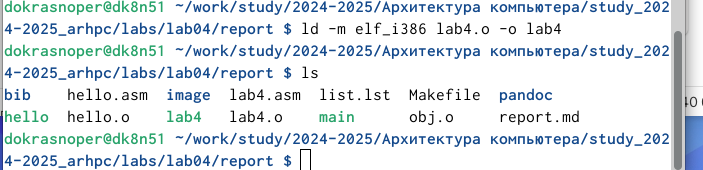 dokrasnoper@dk8n51 ~/work/study/2024-2025/Архитектура компьютера/study_202
4-2025_arhpc/labs/lab04/report $ ld -m elf_i386 lab4.o -o lab4
dokrasnoper@dk8n51 ~/work/study/2024-2025/Архитектура компьютера/study_202
4-2025_arhpc/labs/lab04/report $ ls
bib hello.asm image lab4.asm list.lst Makefile pandoc
hello hello.o lab4 lab4.o main obj.o report.md
dokrasnoper@dk8n51 ~/work/study/2024-2025/Архитектура компьютера/study_202
4-2025_arhpc/labs/lab04/report $